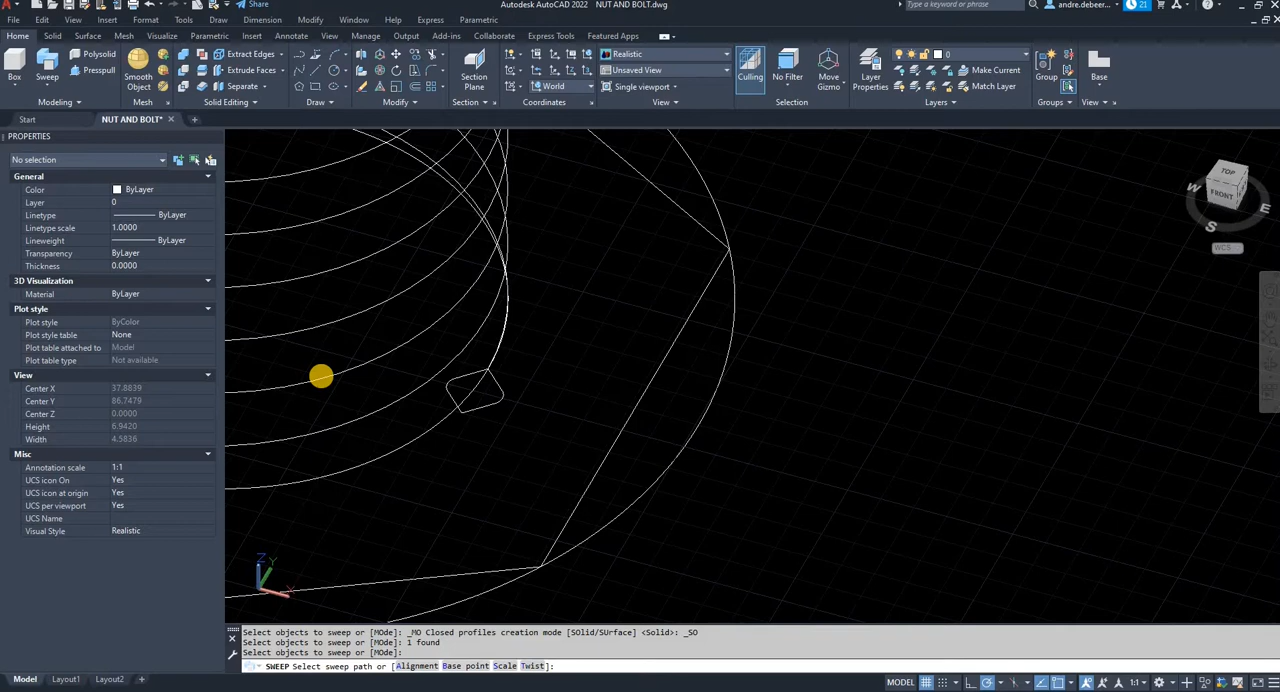 Share
Autodesk AutoCAD 2022 NUT AND BOLT.dwg
Type a keyword or phrase
andre.debeer...
21
File Edit View Insert Format Tools Draw Dimension Modify Window Help Express Parametric
Home Solid Surface Mesh Visualize Parametric Insert Annotate View Manage Output Add-ins Collaborate Express Tools Featured Apps
Box
Sweep
Polysolid
Presspull
Smooth
Object
Extrude Edges
Extrude Faces
Separate
Section
Plane
World
Realistic
Unsaved View
Single viewport
Culling
No Filter
Move
Gizmo
Layer
Properties
0
Make Current
Match Layer
Group
Base
Modeling Mesh Solid Editing Draw Modify Section Coordinates View Selection Layers Groups View
Start NUT AND BOLT*
PROPERTIES
No selection
General
Color ByLayer
Layer 0
Linetype ByLayer
Linetype scale 1.0000
Lineweight ByLayer
Transparency ByLayer
Thickness 0.0000
3D Visualization
Material ByLayer
Plot style
Plot style ByColor
Plot style table None
Plot table attached to Model
Plot table type Not available
View
Center X 37.8839
Center Y 86.7479
Center Z 0.0000
Height 6.9420
Width 4.5836
Misc
Annotation scale 1:1
UCS icon On Yes
UCS icon at origin Yes
UCS per viewport Yes
UCS Name
Visual Style Realistic
TOP
FRONT
W
E
S
WCS
Z
Y
X
Select objects to sweep or [MOde]: _MO Closed profiles creation mode [SOlid/SUrface] <Solid>: _SO
Select objects to sweep or [MOde]: 1 found
Select objects to sweep or [MOde]:
SWEEP Select sweep path or [Alignment Base point Scale Twist]:
Model Layout1 Layout2
MODEL
1:1